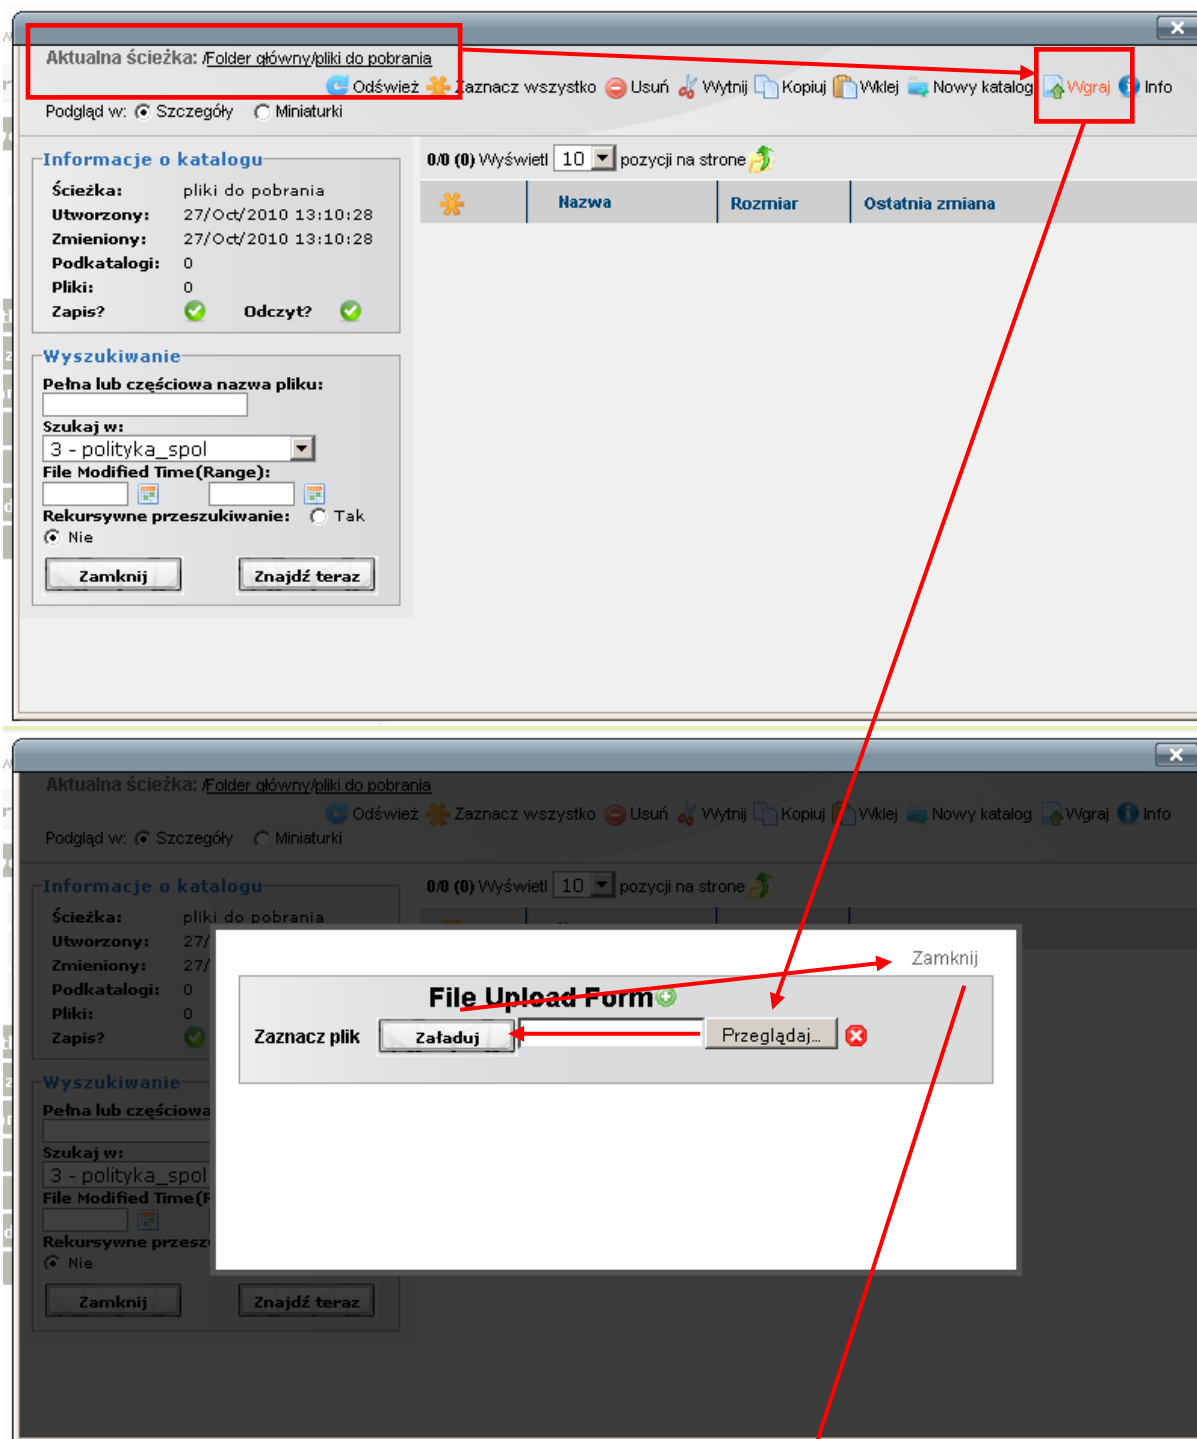 Aktualna ścieżka: /Folder główny/pliki do pobrania
Odśwież Zaznacz wszystko Usuń Wytnij Kopiuj Wklej Nowy katalog Wgraj Info
Podgląd w: Szczegóły Miniaturki
Informacje o katalogu
Ścieżka: pliki do pobrania
Utworzony: 27/Oct/2010 13:10:28
Zmieniony: 27/Oct/2010 13:10:28
Podkatalogi: 0
Pliki: 0
Zapis? Odczyt?
0/0 (0) Wyświetl 10 pozycji na strone
Nazwa Rozmiar Ostatnia zmiana
Wyszukiwanie
Pełna lub częściowa nazwa pliku:
Szukaj w:
3 - polityka_spol
File Modified Time(Range):
Rekursywne przeszukiwanie: Tak
Nie
Zamknij Znajdź teraz
Aktualna ścieżka: /Folder główny/pliki do pobrania
Odśwież Zaznacz wszystko Usuń Wytnij Kopiuj Wklej Nowy katalog Wgraj Info
Podgląd w: Szczegóły Miniaturki
Informacje o katalogu
Ścieżka: pliki do pobrania
Utworzony: 27/
Zmieniony: 27/
Podkatalogi: 0
Pliki: 0
Zapis?
0/0 (0) Wyświetl 10 pozycji na strone
Zamknij
File Upload Form
Zaznacz plik Załaduj Przeglądaj...
Wyszukiwanie
Pełna lub częściowa
Szukaj w:
3 - polityka_spol
File Modified Time(R
Rekursywne przesz
Nie
Zamknij Znajdź teraz